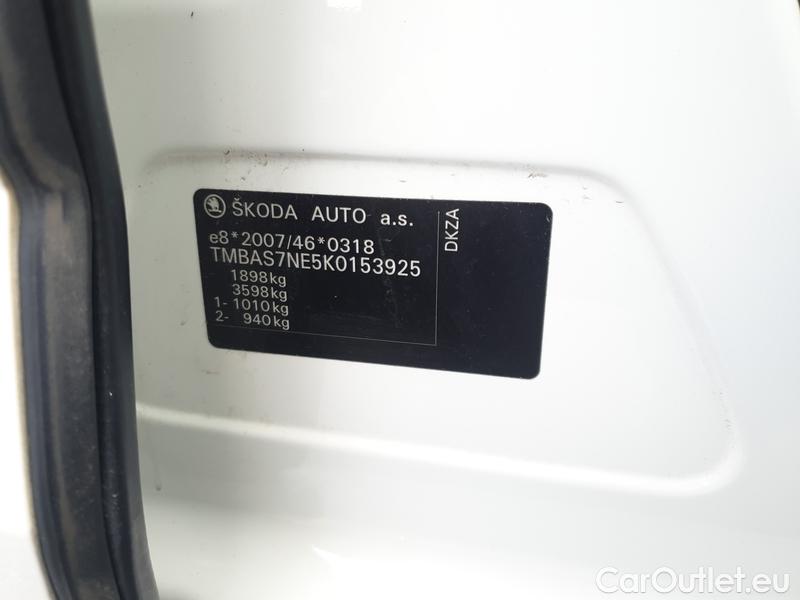 ŠKODA AUTO a.s.
e8*2007/46*0318
TMBAS7NE5K0153925
1898kg
3598kg
1- 1010kg
2- 940kg
DKZA
CarOutlet.eu